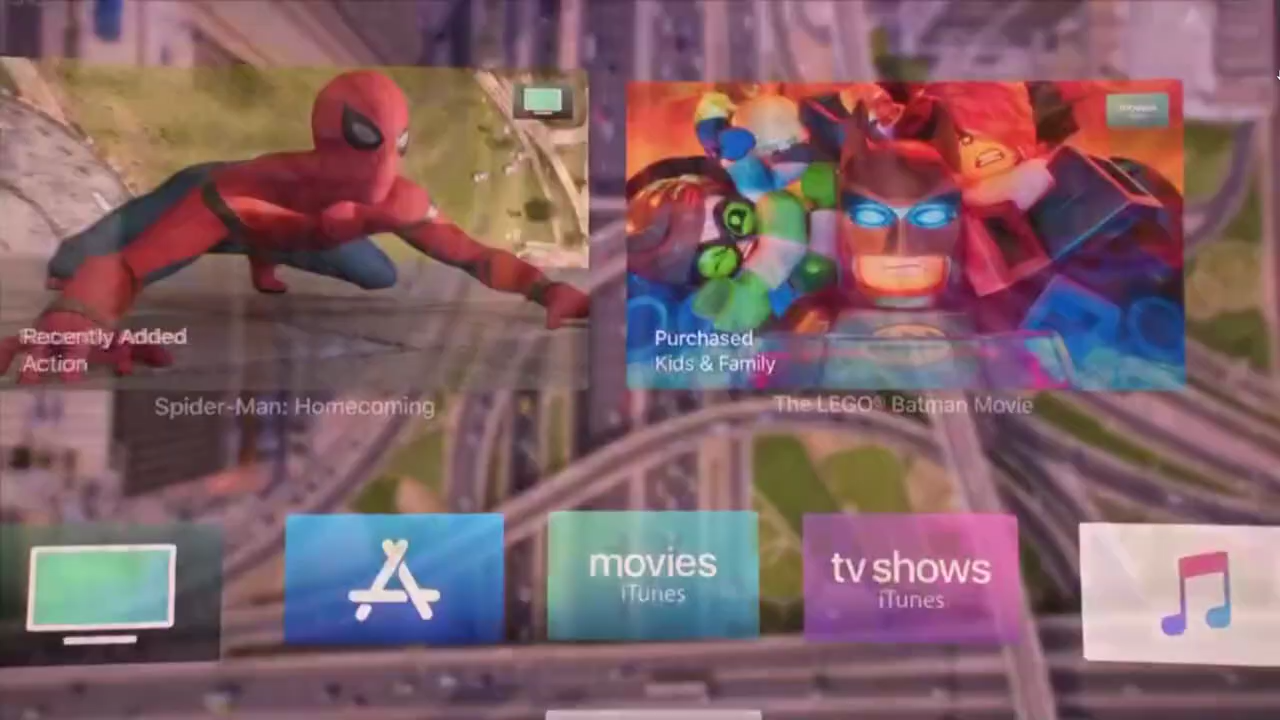 Recently Added
Action
Spider-Man: Homecoming
Purchased
Kids & Family
The LEGO® Batman Movie
movies
iTunes
tv shows
iTunes